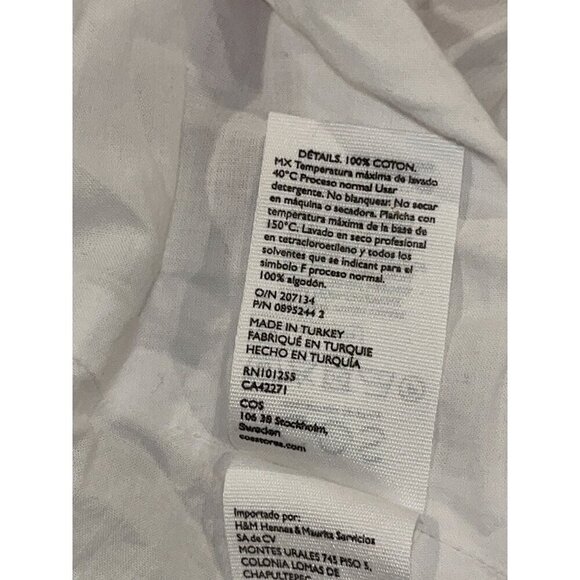 DÉTAILS. 100% COTON.
MX Temperatura máxima de lavado
40°C Proceso normal Usar
detergente. No blanquear. No secar
en máquina o secadora. Plancha con
temperatura máxima de la base de
150°C. Lavado en seco profesional
en tetracloroetileno y todos los
solventes que se indican para el
símbolo F proceso normal.
100% algodón.
O/N 207134
P/N 0895244 2
MADE IN TURKEY
FABRIQUÉ EN TURQUIE
HECHO EN TURQUÍA
RN101255
CA42271
COS
106 38 Stockholm,
Sweden
cosstores.com
Importado por:
H&M Hennes & Mauritz Servicios
SA de CV
MONTES URALES 745 PISO 5,
COLONIA LOMAS DE
CHAPULTEPEC